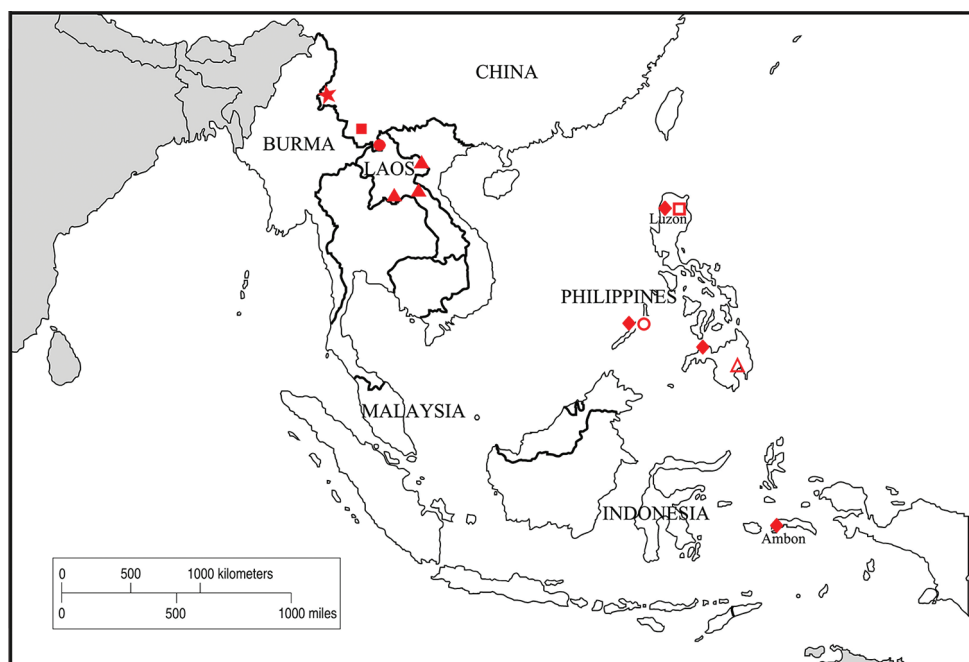 CHINA
BURMA
LAOS
Luzon
PHILIPPINES
MALAYSIA
INDONESIA
Ambon
0 500 1000 kilometers
0 500 1000 miles